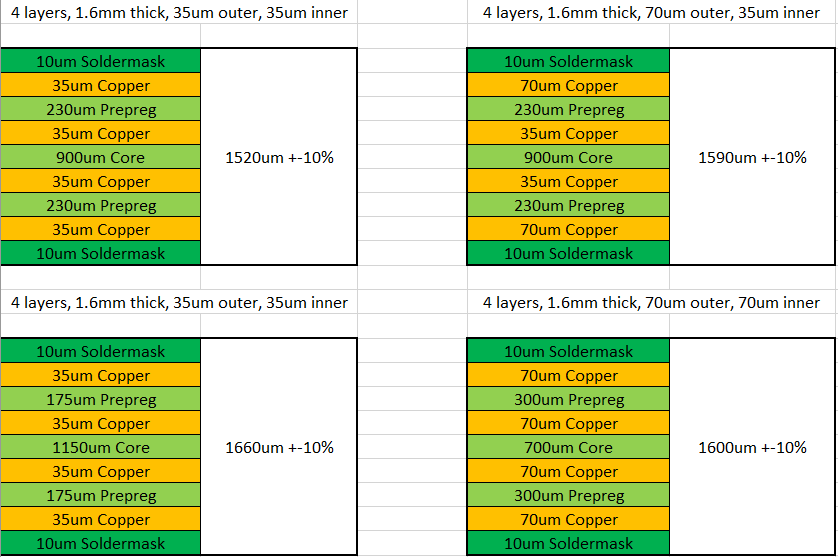 4 layers, 1.6mm thick, 35um outer, 35um inner
10um Soldermask
35um Copper
230um Prepreg
35um Copper
900um Core
35um Copper
230um Prepreg
35um Copper
10um Soldermask
1520um +-10%
4 layers, 1.6mm thick, 70um outer, 35um inner
10um Soldermask
70um Copper
230um Prepreg
35um Copper
900um Core
35um Copper
230um Prepreg
70um Copper
10um Soldermask
1590um +-10%
4 layers, 1.6mm thick, 35um outer, 35um inner
10um Soldermask
35um Copper
175um Prepreg
35um Copper
1150um Core
35um Copper
175um Prepreg
35um Copper
10um Soldermask
1660um +-10%
4 layers, 1.6mm thick, 70um outer, 70um inner
10um Soldermask
70um Copper
300um Prepreg
70um Copper
700um Core
70um Copper
300um Prepreg
70um Copper
10um Soldermask
1600um +-10%